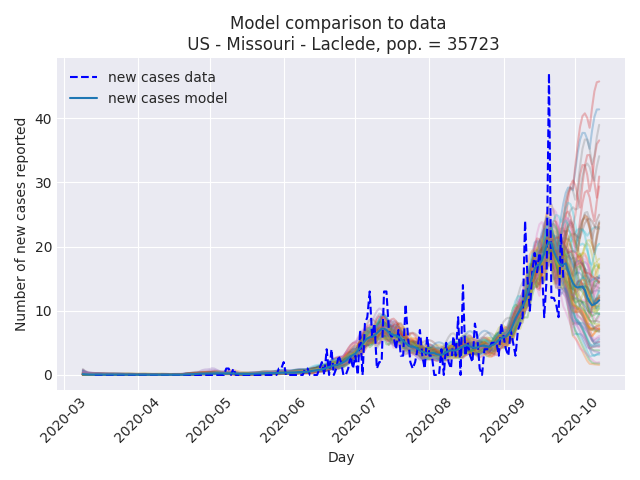 Model comparison to data
US - Missouri - Laclede, pop. = 35723
new cases data
new cases model
Number of new cases reported
40
30
20
10
0
2020-03
2020-04
2020-05
2020-06
2020-07
2020-08
2020-09
2020-10
Day